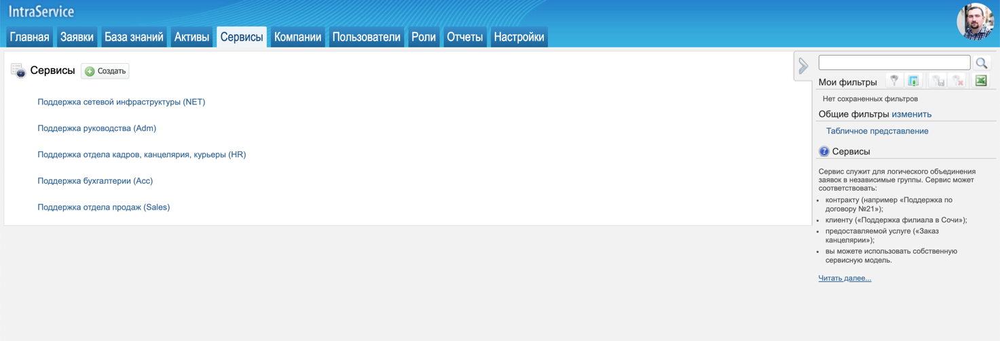 IntraService
Главная Заявки База знаний Активы Сервисы Компании Пользователи Роли Отчеты Настройки
Сервисы Создать
Поддержка сетевой инфраструктуры (NET)
Поддержка руководства (Adm)
Поддержка отдела кадров, канцелярия, курьеры (HR)
Поддержка бухгалтерии (Acc)
Поддержка отдела продаж (Sales)
Мои фильтры
Нет сохраненных фильтров
Общие фильтры изменить
Табличное представление
Сервисы
Сервис служит для логического объединения
заявок в независимые группы. Сервис может
соответствовать:
• контракту (например «Поддержка по
договору №21»);
• клиенту («Поддержка филиала в Сочи»);
• предоставляемой услуге («Заказ
канцелярии»);
• вы можете использовать собственную
сервисную модель.
Читать далее...